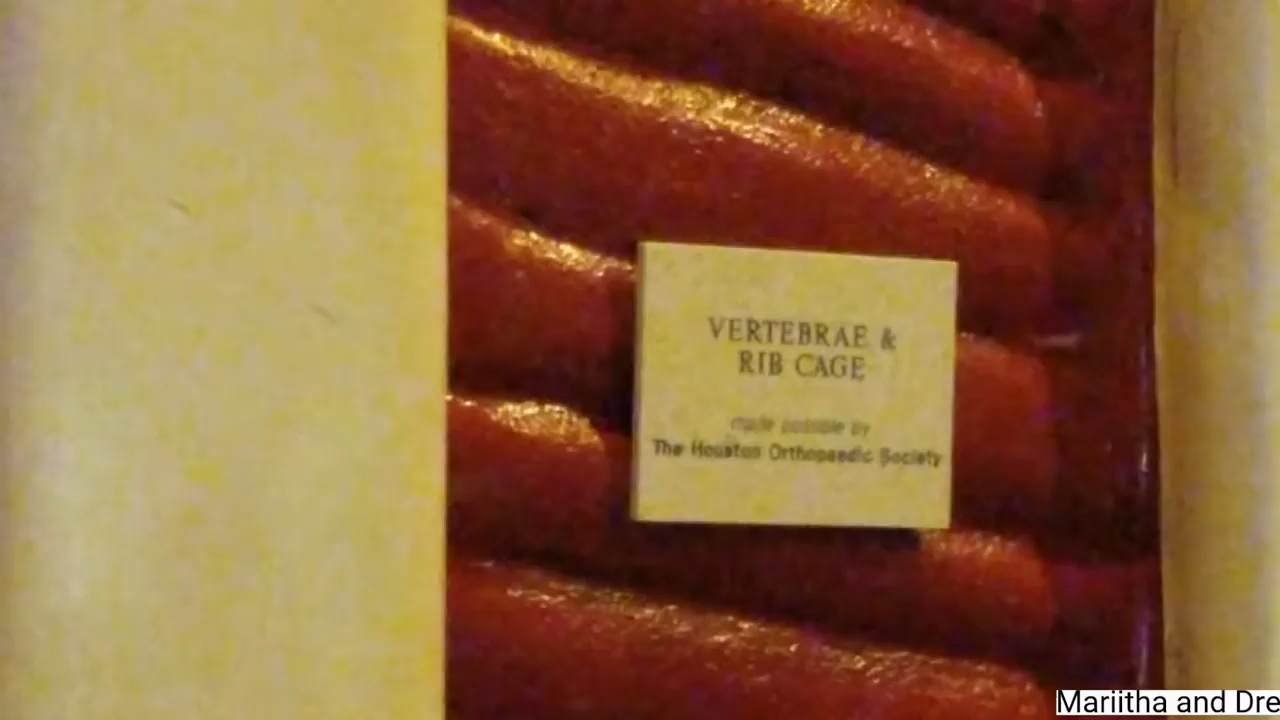 VERTEBRAE &
RIB CAGE
made possible by
The Houston Orthopaedic Society
Mariitha and Dre